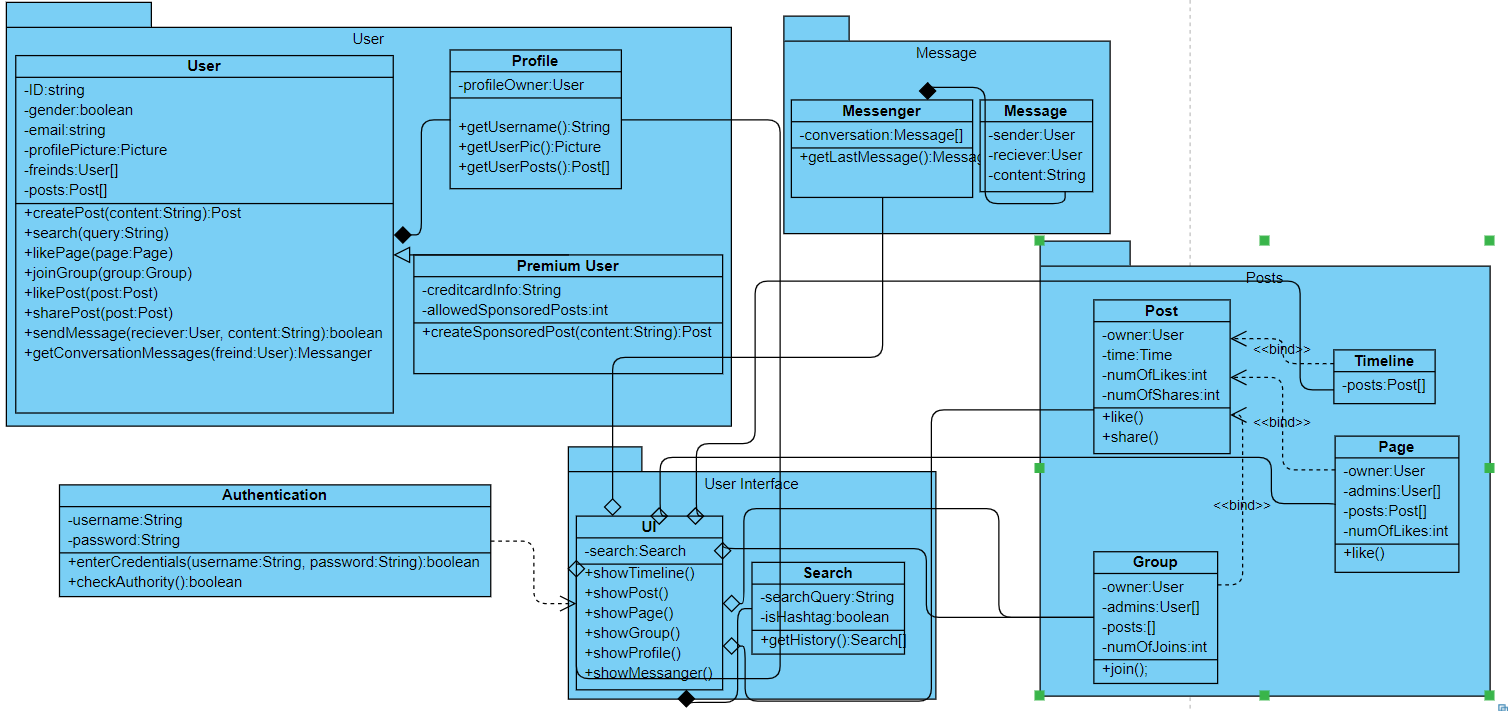 User
User
-ID:string
-gender:boolean
-email:string
-profilePicture:Picture
-freinds:User[]
-posts:Post[]
+createPost(content:String):Post
+search(query:String)
+likePage(page:Page)
+joinGroup(group:Group)
+likePost(post:Post)
+sharePost(post:Post)
+sendMessage(reciever:User, content:String):boolean
+getConversationMessages(freind:User):Messanger
Profile
-profileOwner:User
+getUsername():String
+getUserPic():Picture
+getUserPosts():Post[]
Premium User
-creditcardInfo:String
-allowedSponsoredPosts:int
+createSponsoredPost(content:String):Post
Message
Messenger
-conversation:Message[]
+getLastMessage():Messag
Message
-sender:User
-reciever:User
-content:String
Posts
Post
-owner:User
-time:Time
-numOfLikes:int
-numOfShares:int
+like()
+share()
<<bind>>
Timeline
-posts:Post[]
<<bind>>
Page
-owner:User
-admins:User[]
-posts:Post[]
-numOfLikes:int
+like()
<<bind>>
Group
-owner:User
-admins:User[]
-posts:[]
-numOfJoins:int
+join();
Authentication
-username:String
-password:String
+enterCredentials(username:String, password:String):boolean
+checkAuthority():boolean
User Interface
UI
-search:Search
+showTimeline()
+showPost()
+showPage()
+showGroup()
+showProfile()
+showMessanger()
Search
-searchQuery:String
-isHashtag:boolean
+getHistory():Search[]